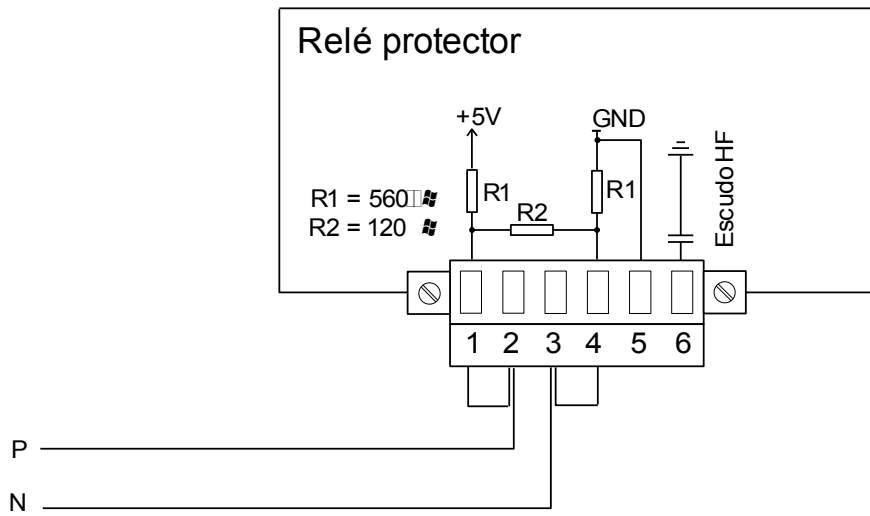 Relé protector
+5V
GND
R1
R1
R2
R1 = 560
R2 = 120
Escudo HF
1 2 3 4 5 6
P
N